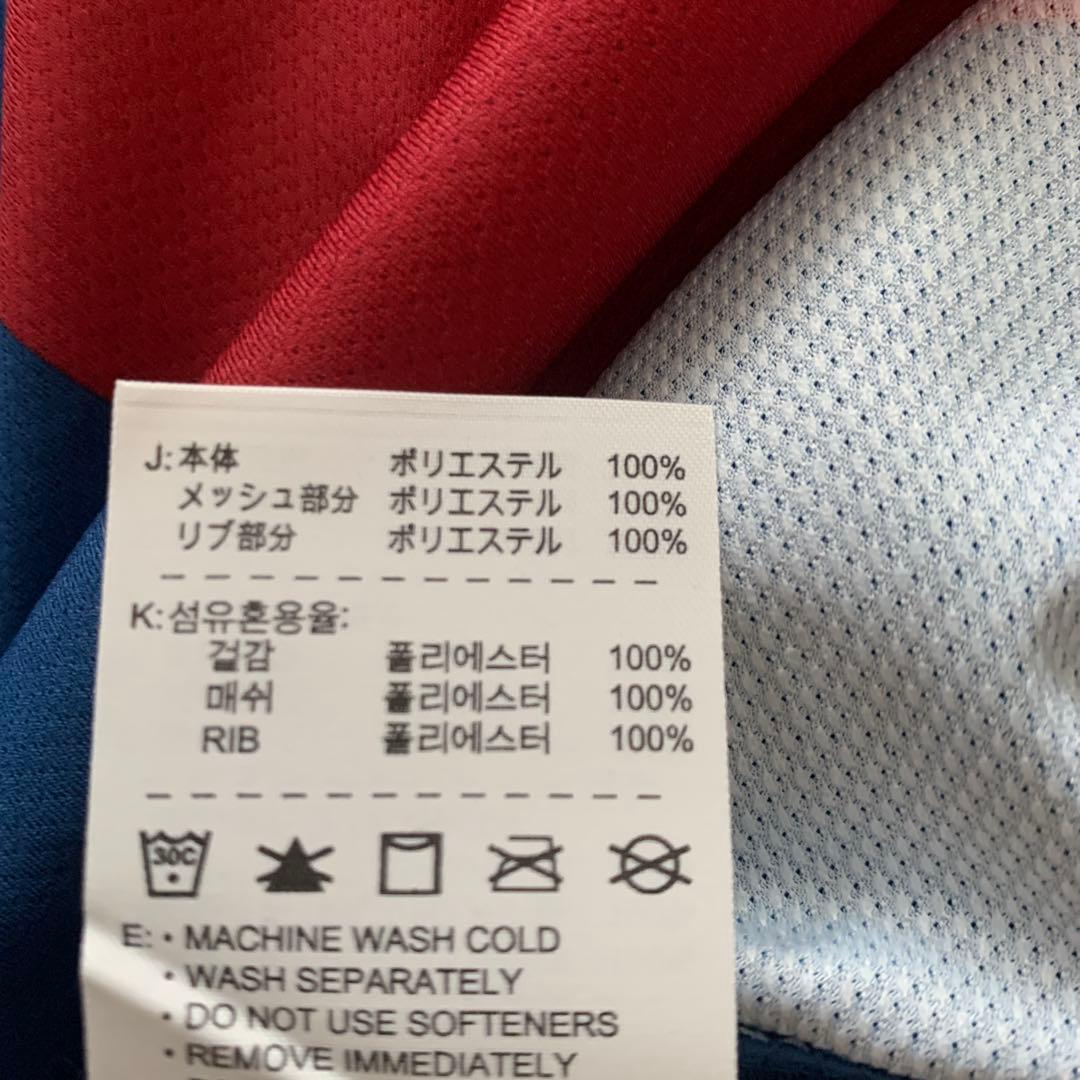 J: 本体 ポリエステル 100%
メッシュ部分 ポリエステル 100%
リブ部分 ポリエステル 100%
K: 섬유혼용율:
겉감 폴리에스터 100%
매쉬 폴리에스터 100%
RIB 폴리에스터 100%
30C
E: • MACHINE WASH COLD
• WASH SEPARATELY
• DO NOT USE SOFTENERS
• REMOVE IMMEDIATELY